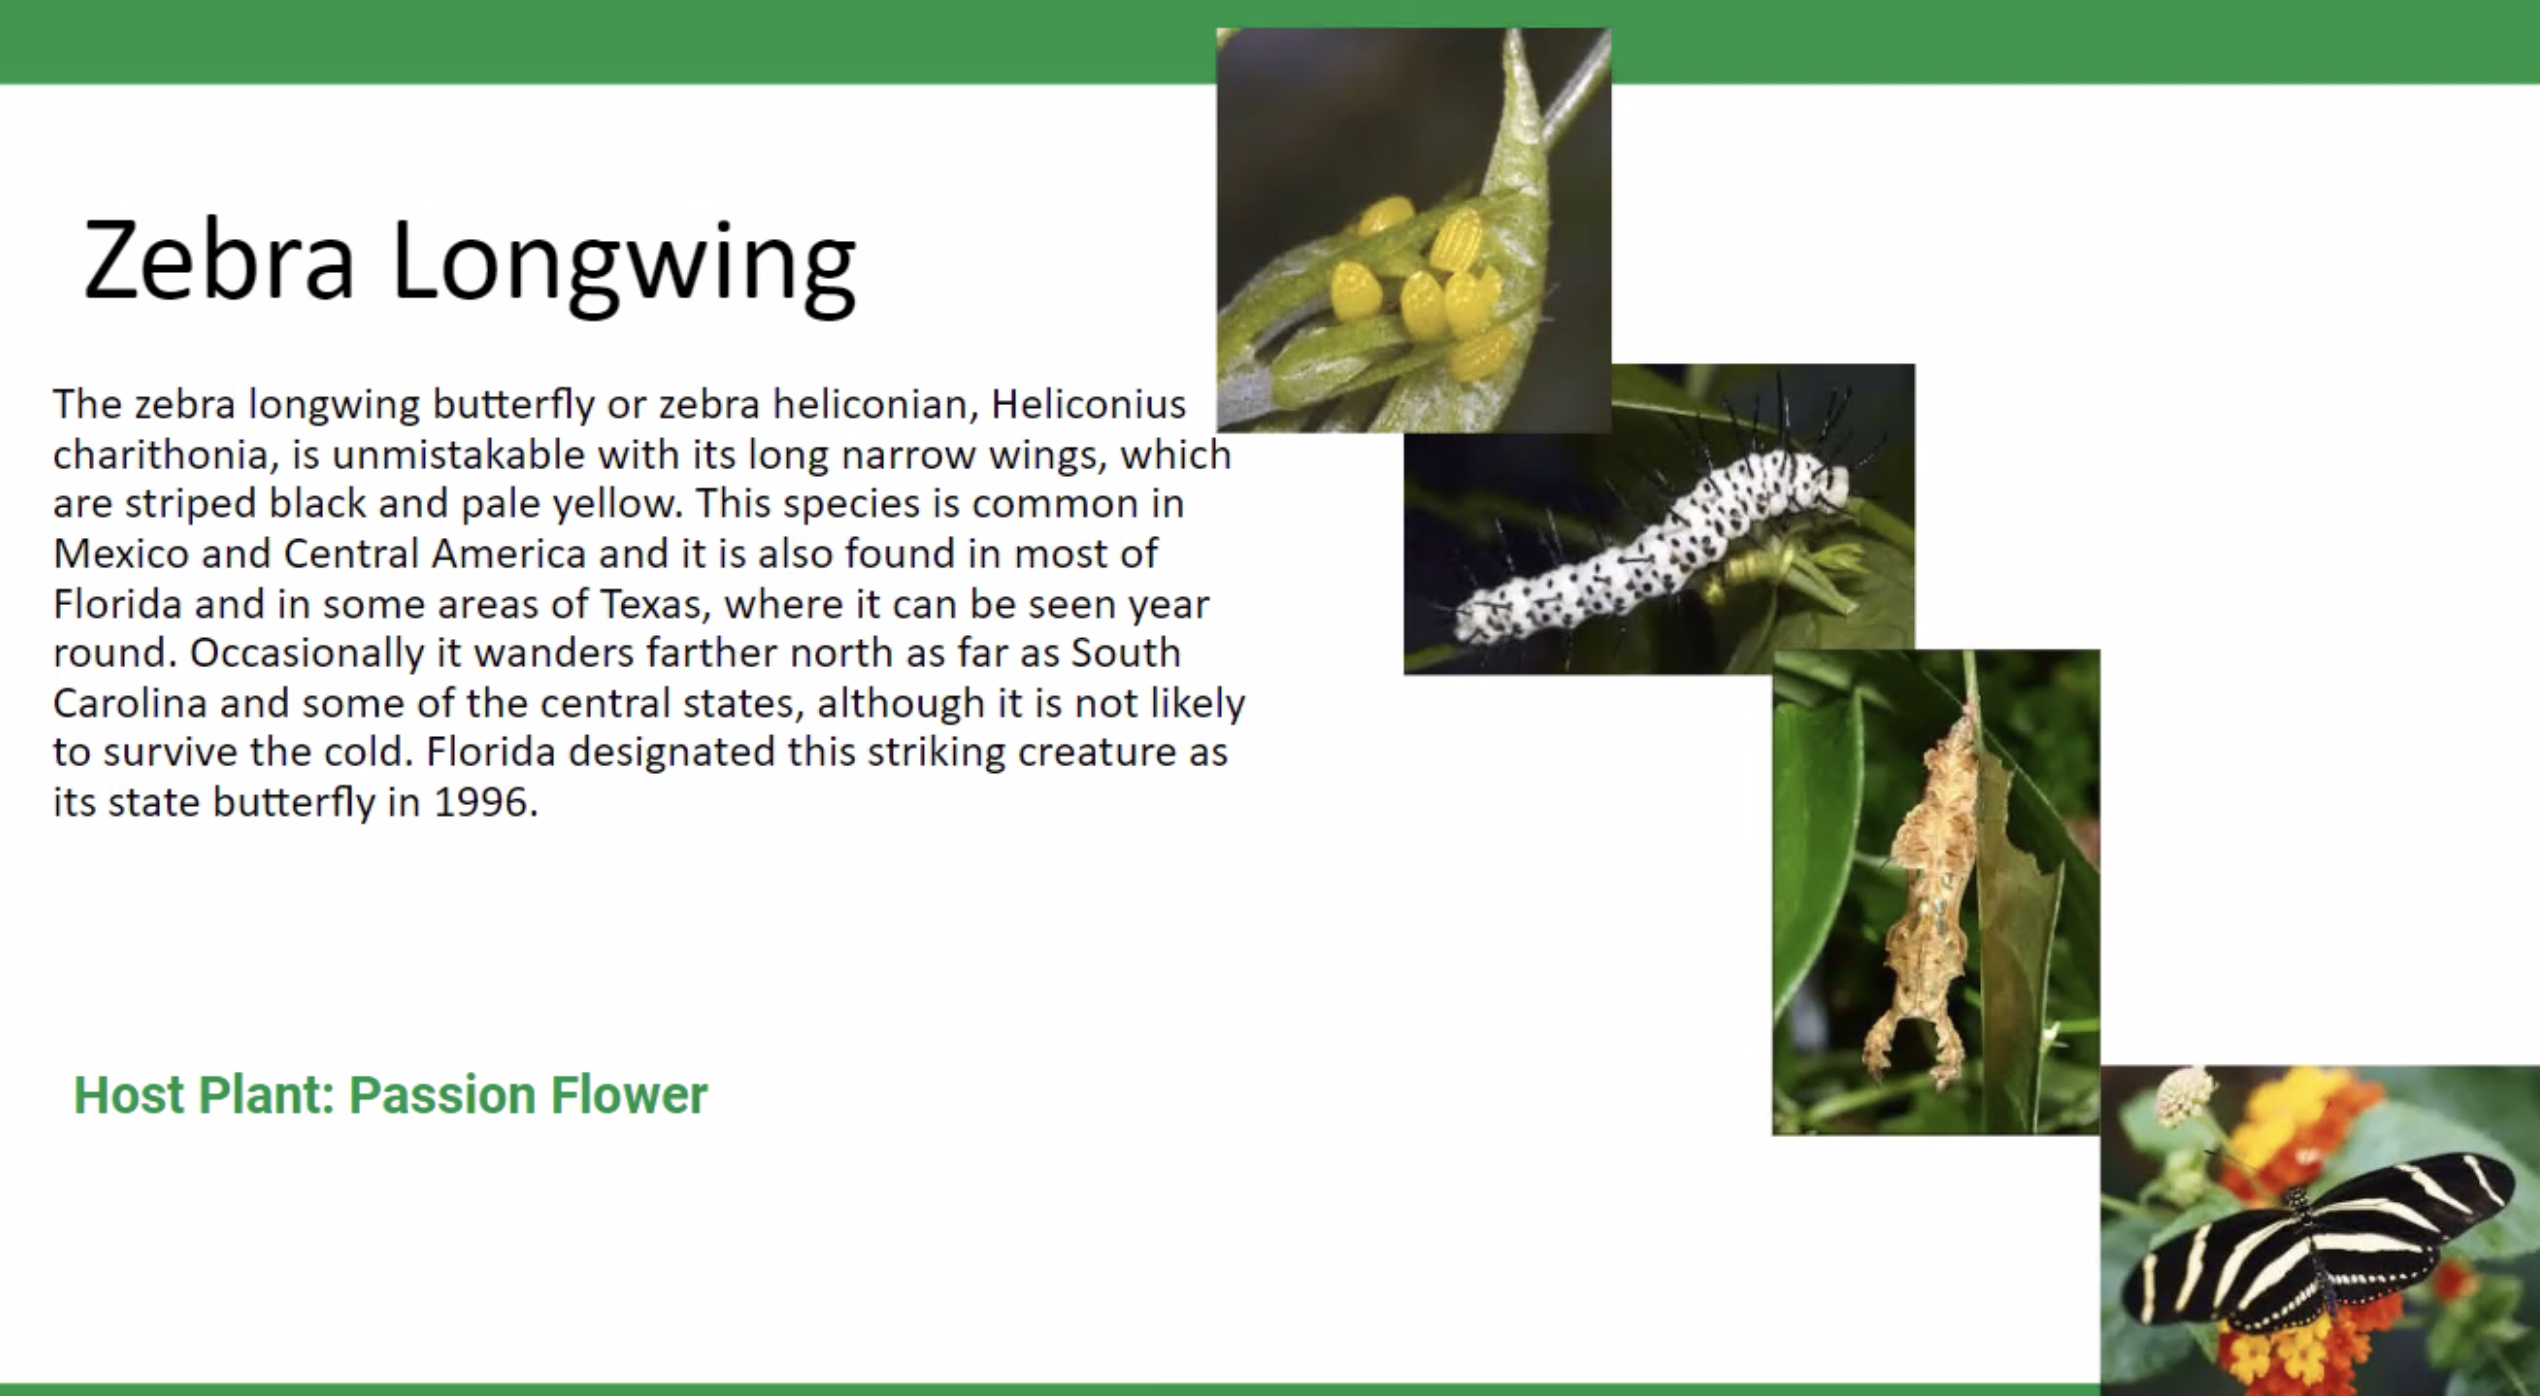 Zebra Longwing
The zebra longwing butterfly or zebra heliconian, Heliconius
charithonia, is unmistakable with its long narrow wings, which
are striped black and pale yellow. This species is common in
Mexico and Central America and it is also found in most of
Florida and in some areas of Texas, where it can be seen year
round. Occasionally it wanders farther north as far as South
Carolina and some of the central states, although it is not likely
to survive the cold. Florida designated this striking creature as
its state butterfly in 1996.
Host Plant: Passion Flower